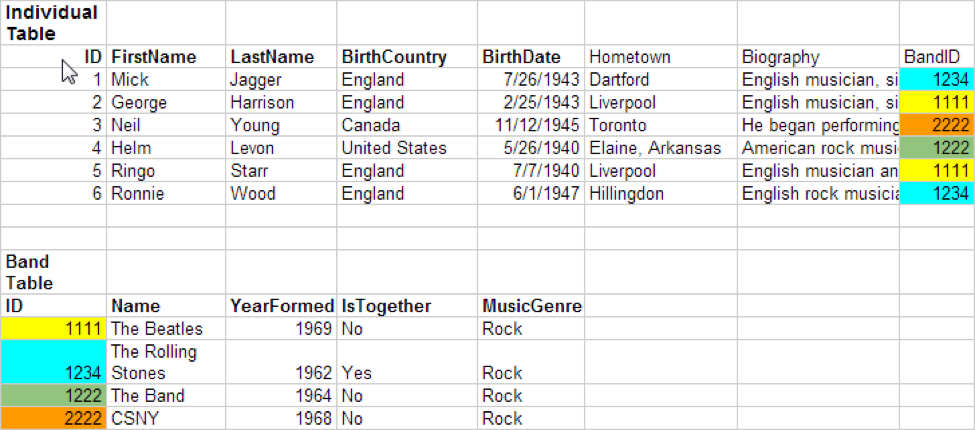 Individual
Table
ID FirstName LastName BirthCountry BirthDate Hometown Biography BandID
1 Mick Jagger England 7/26/1943 Dartford English musician, si 1234
2 George Harrison England 2/25/1943 Liverpool English musician, si 1111
3 Neil Young Canada 11/12/1945 Toronto He began performing 2222
4 Helm Levon United States 5/26/1940 Elaine, Arkansas American rock musi 1222
5 Ringo Starr England 7/7/1940 Liverpool English musician an 1111
6 Ronnie Wood England 6/1/1947 Hillingdon English rock musicia 1234
Band
Table
ID Name YearFormed IsTogether MusicGenre
1111 The Beatles 1969 No Rock
The Rolling
1234 Stones 1962 Yes Rock
1222 The Band 1964 No Rock
2222 CSNY 1968 No Rock